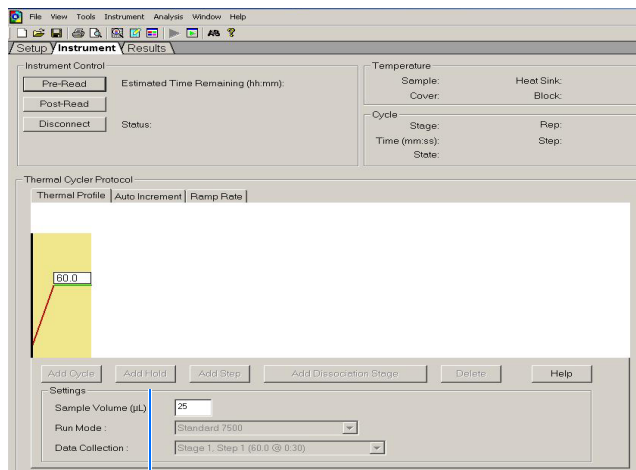 File View Tools Instrument Analysis Window Help
Setup Instrument Results
Instrument Control
Pre-Read Estimated Time Remaining (hh:mm):
Post-Read
Disconnect Status:
Temperature
Sample: Heat Sink:
Cover: Block:
Cycle
Stage: Rep:
Time (mm:ss): Step:
State:
Thermal Cycler Protocol
Thermal Profile Auto Increment Ramp Rate
60.0
Add Cycle Add Hold Add Step Add Dissociation Stage Delete Help
Settings
Sample Volume (µL) 25
Run Mode : Standard 7500
Data Collection : Stage 1, Step 1 (60.0 @ 0:30)